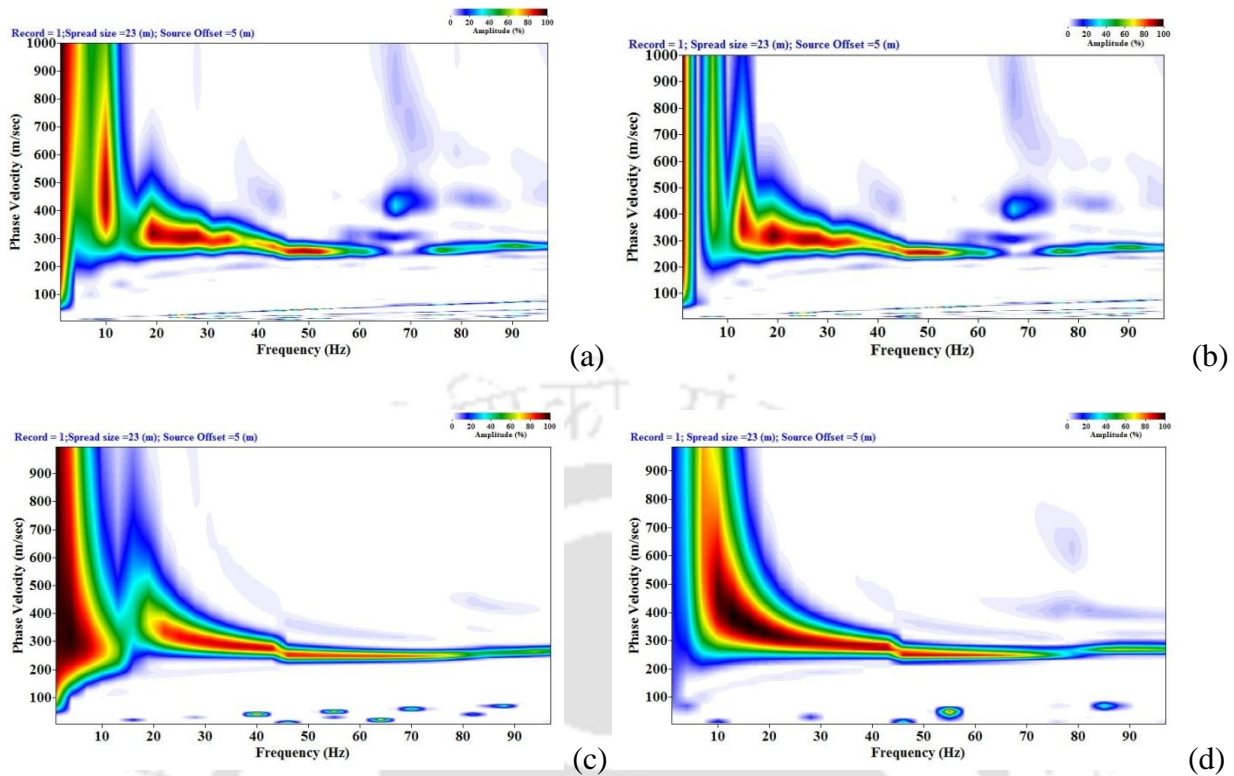 Record = 1;Spread size =23 (m); Source Offset =5 (m)
0 20 40 60 80 100
Amplitude (%)
Phase Velocity (m/sec)
1000
900
800
700
600
500
400
300
200
100
10 20 30 40 50 60 70 80 90
Frequency (Hz)
(a)
Record = 1; Spread size =23 (m); Source Offset =5 (m)
0 20 40 60 80 100
Amplitude (%)
Phase Velocity (m/sec)
1000
900
800
700
600
500
400
300
200
100
10 20 30 40 50 60 70 80 90
Frequency (Hz)
(b)
Record = 1;Spread size =23 (m); Source Offset =5 (m)
0 20 40 60 80 100
Amplitude (%)
Phase Velocity (m/sec)
900
800
700
600
500
400
300
200
100
10 20 30 40 50 60 70 80 90
Frequency (Hz)
(c)
Record = 1; Spread size =23 (m); Source Offset =5 (m)
0 20 40 60 80 100
Amplitude (%)
Phase Velocity (m/sec)
900
800
700
600
500
400
300
200
100
10 20 30 40 50 60 70 80 90
Frequency (Hz)
(d)